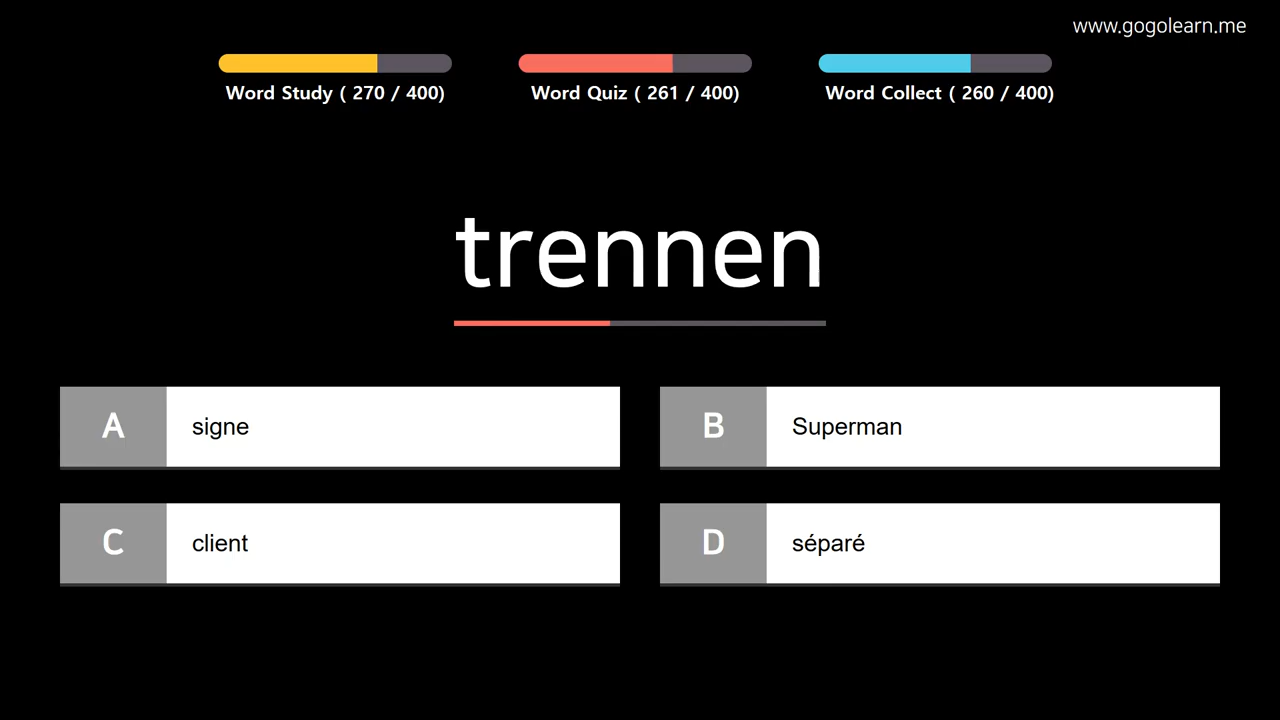 www.gogolearn.me
Word Study ( 270 / 400)
Word Quiz ( 261 / 400)
Word Collect ( 260 / 400)
trennen
A signe
B Superman
C client
D séparé